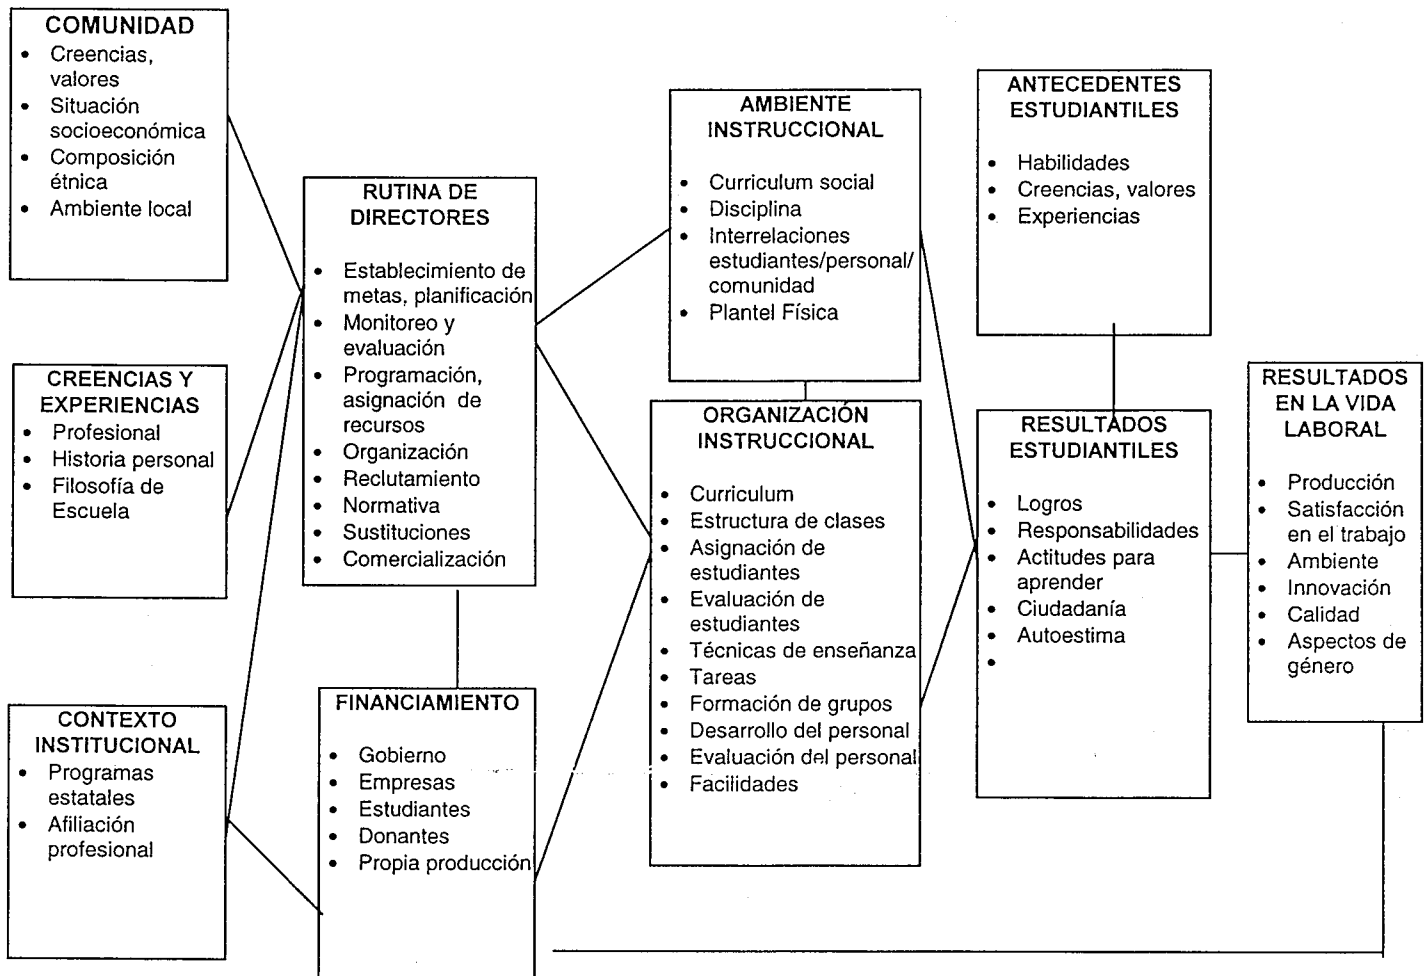 COMUNIDAD
• Creencias,
valores
• Situación
socioeconómica
• Composición
étnica
• Ambiente local
CREENCIAS Y
EXPERIENCIAS
• Profesional
• Historia personal
• Filosofía de
Escuela
CONTEXTO
INSTITUCIONAL
• Programas
estatales
• Afiliación
profesional
RUTINA DE
DIRECTORES
• Establecimiento de
metas, planificación
• Monitoreo y
evaluación
• Programación,
asignación de
recursos
• Organización
• Reclutamiento
• Normativa
• Sustituciones
• Comercialización
FINANCIAMIENTO
• Gobierno
• Empresas
• Estudiantes
• Donantes
• Propia producción
AMBIENTE
INSTRUCCIONAL
• Curriculum social
• Disciplina
• Interrelaciones
estudiantes/personal/
comunidad
• Plantel Física
ORGANIZACIÓN
INSTRUCCIONAL
• Curriculum
• Estructura de clases
• Asignación de
estudiantes
• Evaluación de
estudiantes
• Técnicas de enseñanza
• Tareas
• Formación de grupos
• Desarrollo del personal
• Evaluación del personal
• Facilidades
ANTECEDENTES
ESTUDIANTILES
• Habilidades
• Creencias, valores
• Experiencias
RESULTADOS
ESTUDIANTILES
• Logros
• Responsabilidades
• Actitudes para
aprender
• Ciudadanía
• Autoestima
•
RESULTADOS
EN LA VIDA
LABORAL
• Producción
• Satisfacción
en el trabajo
• Ambiente
• Innovación
• Calidad
• Aspectos de
género